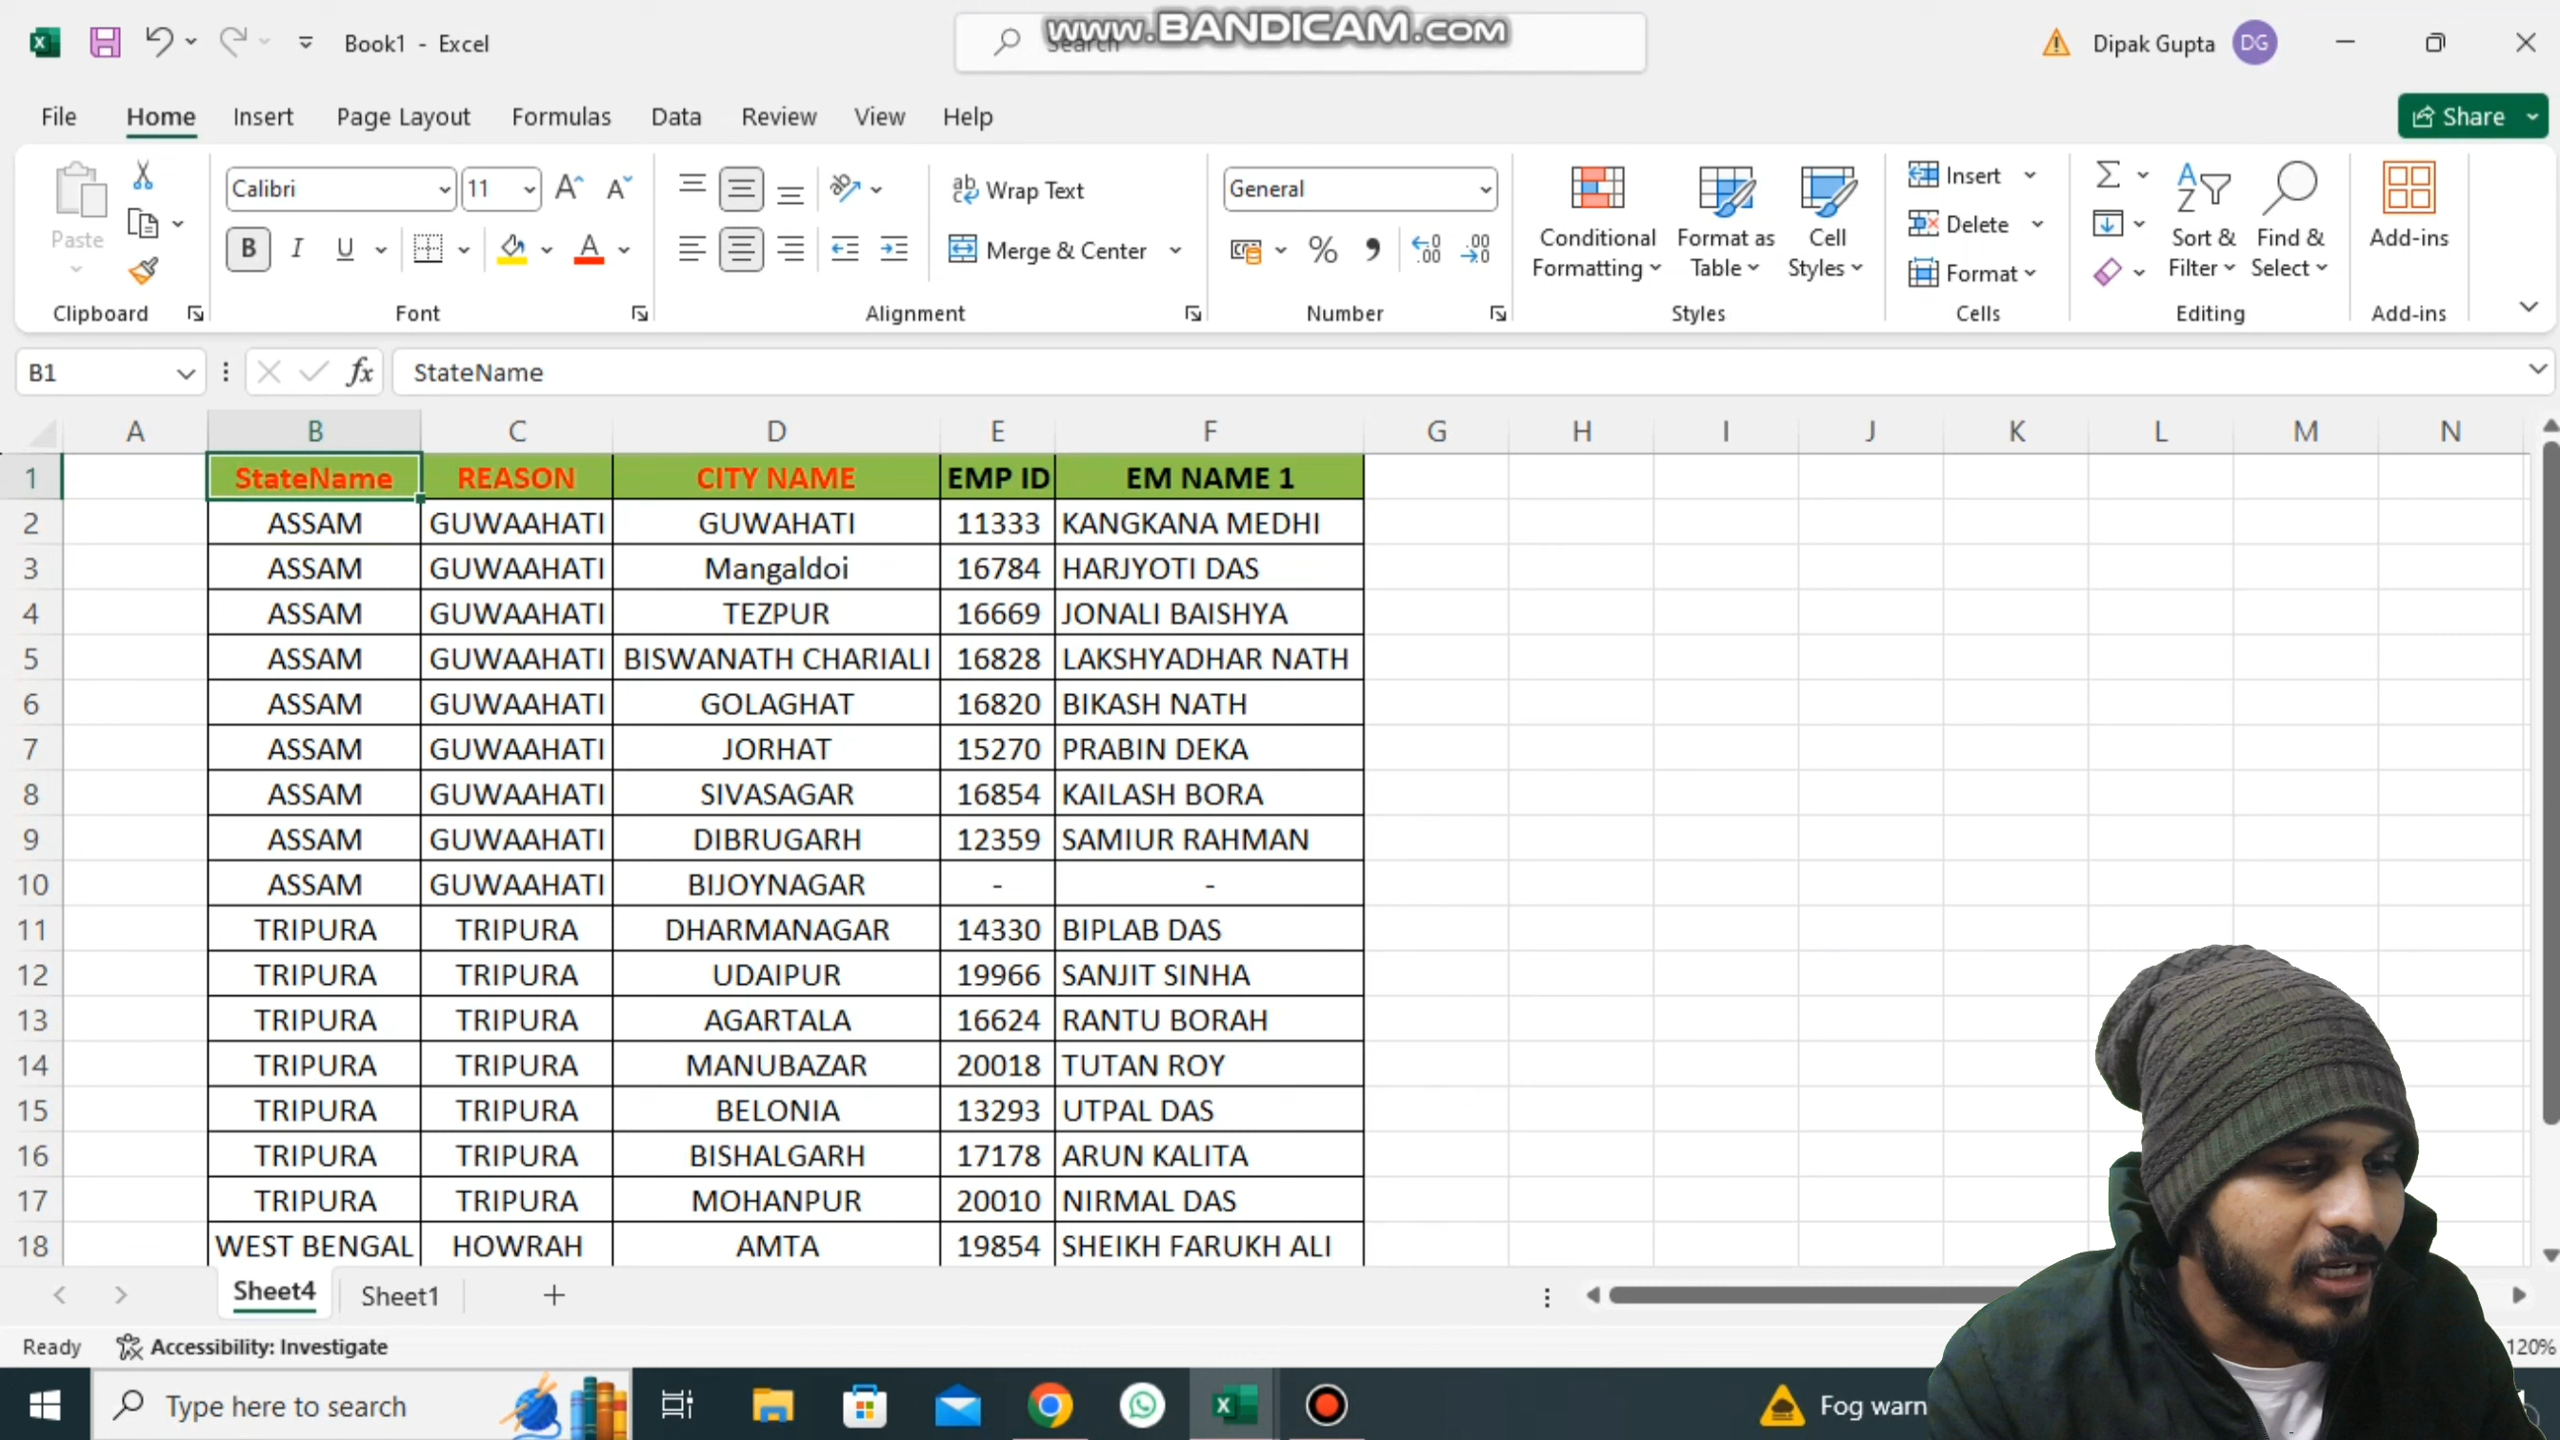 Book1 - Excel
www.BANDICAM.com
Dipak Gupta DG
File Home Insert Page Layout Formulas Data Review View Help
Share
Paste
Calibri 11
Wrap Text
General
Merge & Center
Conditional Formatting
Format as Table
Cell Styles
Insert
Delete
Format
Sort & Filter
Find & Select
Add-ins
Clipboard Font Alignment Number Styles Cells Editing Add-ins
B1 fx StateName
A B C D E F G H I J K L M N
1 StateName REASON CITY NAME EMP ID EM NAME 1
2 ASSAM GUWAAHATI GUWAHATI 11333 KANGKANA MEDHI
3 ASSAM GUWAAHATI Mangaldoi 16784 HARJYOTI DAS
4 ASSAM GUWAAHATI TEZPUR 16669 JONALI BAISHYA
5 ASSAM GUWAAHATI BISWANATH CHARIALI 16828 LAKSHYADHAR NATH
6 ASSAM GUWAAHATI GOLAGHAT 16820 BIKASH NATH
7 ASSAM GUWAAHATI JORHAT 15270 PRABIN DEKA
8 ASSAM GUWAAHATI SIVASAGAR 16854 KAILASH BORA
9 ASSAM GUWAAHATI DIBRUGARH 12359 SAMIUR RAHMAN
10 ASSAM GUWAAHATI BIJOYNAGAR - -
11 TRIPURA TRIPURA DHARMANAGAR 14330 BIPLAB DAS
12 TRIPURA TRIPURA UDAIPUR 19966 SANJIT SINHA
13 TRIPURA TRIPURA AGARTALA 16624 RANTU BORAH
14 TRIPURA TRIPURA MANUBAZAR 20018 TUTAN ROY
15 TRIPURA TRIPURA BELONIA 13293 UTPAL DAS
16 TRIPURA TRIPURA BISHALGARH 17178 ARUN KALITA
17 TRIPURA TRIPURA MOHANPUR 20010 NIRMAL DAS
18 WEST BENGAL HOWRAH AMTA 19854 SHEIKH FARUKH ALI
Sheet4 Sheet1
Ready Accessibility: Investigate 120%
Type here to search
Fog warn